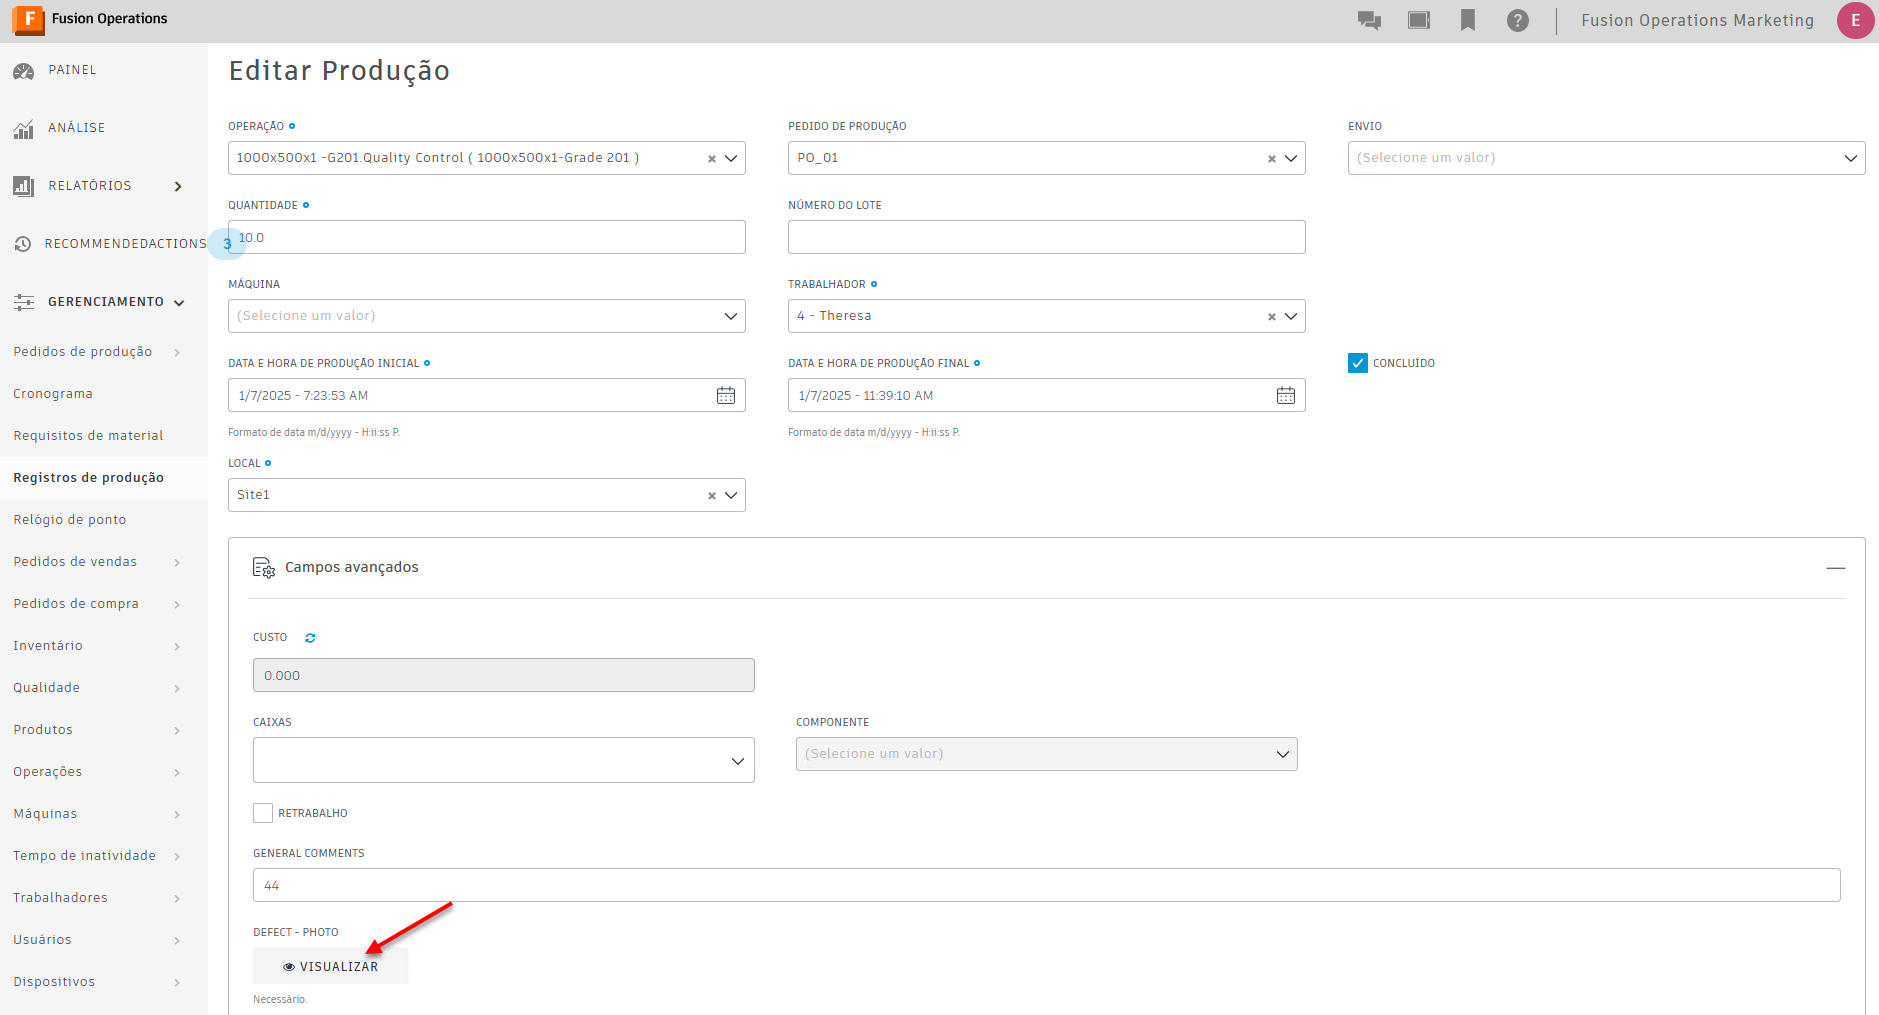 F Fusion Operations
? Fusion Operations Marketing E
PAINEL
ANÁLISE
RELATÓRIOS
RECOMMENDEDACTIONS 3
GERENCIAMENTO
Pedidos de produção
Cronograma
Requisitos de material
Registros de produção
Relógio de ponto
Pedidos de vendas
Pedidos de compra
Inventário
Qualidade
Produtos
Operações
Máquinas
Tempo de inatividade
Trabalhadores
Usuários
Dispositivos
Editar Produção
OPERAÇÃO
1000x500x1 -G201.Quality Control ( 1000x500x1-Grade 201 )
PEDIDO DE PRODUÇÃO
PO_01
ENVIO
(Selecione um valor)
QUANTIDADE
10.0
NÚMERO DO LOTE
MÁQUINA
(Selecione um valor)
TRABALHADOR
4 - Theresa
DATA E HORA DE PRODUÇÃO INICIAL
1/7/2025 - 7:23:53 AM
Formato de data m/d/yyyy - H:ii:ss P.
DATA E HORA DE PRODUÇÃO FINAL
1/7/2025 - 11:39:10 AM
Formato de data m/d/yyyy - H:ii:ss P.
CONCLUÍDO
LOCAL
Site1
Campos avançados
CUSTO
0.000
CAIXAS
COMPONENTE
(Selecione um valor)
RETRABALHO
GENERAL COMMENTS
44
DEFECT - PHOTO
VISUALIZAR
Necessário.